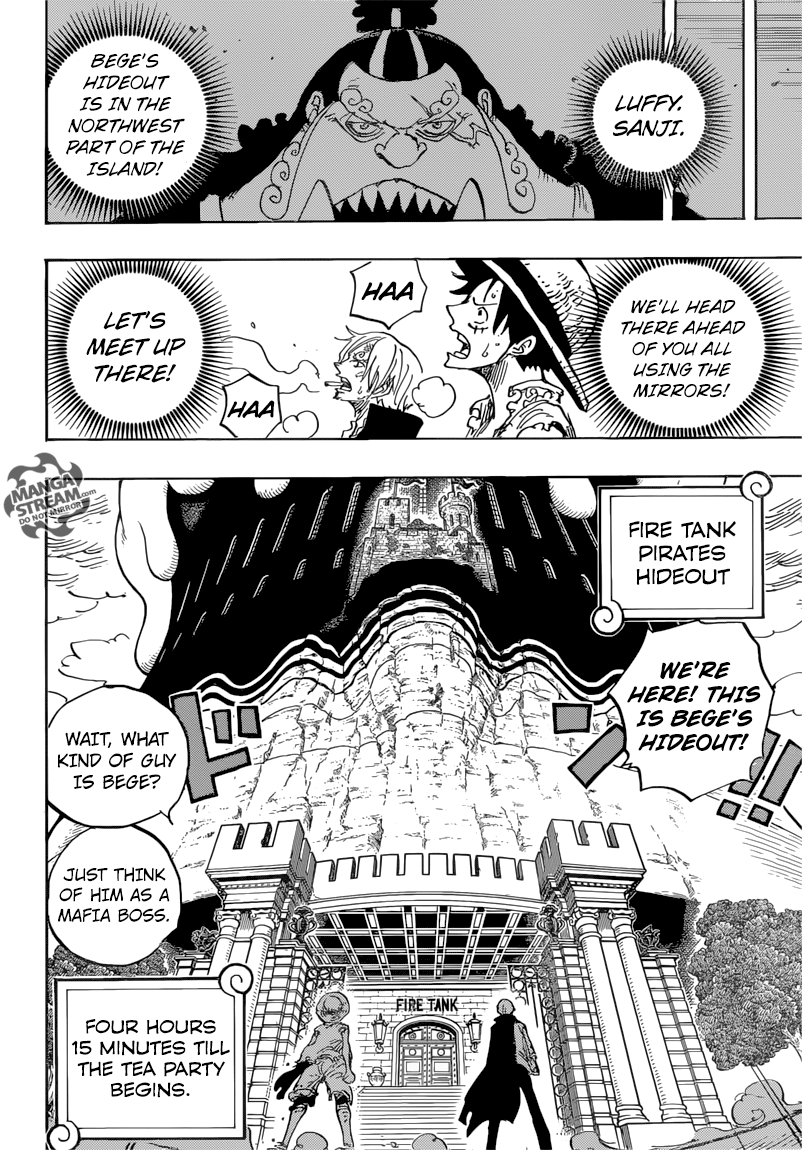 LUFFY.
SANJI.
BEGE'S
HIDEOUT
IS IN THE
NORTHWEST
PART OF THE
ISLAND!
WE'LL HEAD
THERE AHEAD
OF YOU ALL
USING THE
MIRRORS!
HAA
HAA
LET'S
MEET UP
THERE!
MANGA
STREAM.com
DO NOT MIRROR
FIRE TANK
PIRATES
HIDEOUT
WE'RE
HERE! THIS
IS BEGE'S
HIDEOUT!
ドン!!
WAIT, WHAT
KIND OF GUY
IS BEGE?
JUST THINK
OF HIM AS A
MAFIA BOSS.
FIRE TANK
FOUR HOURS
15 MINUTES TILL
THE TEA PARTY
BEGINS.